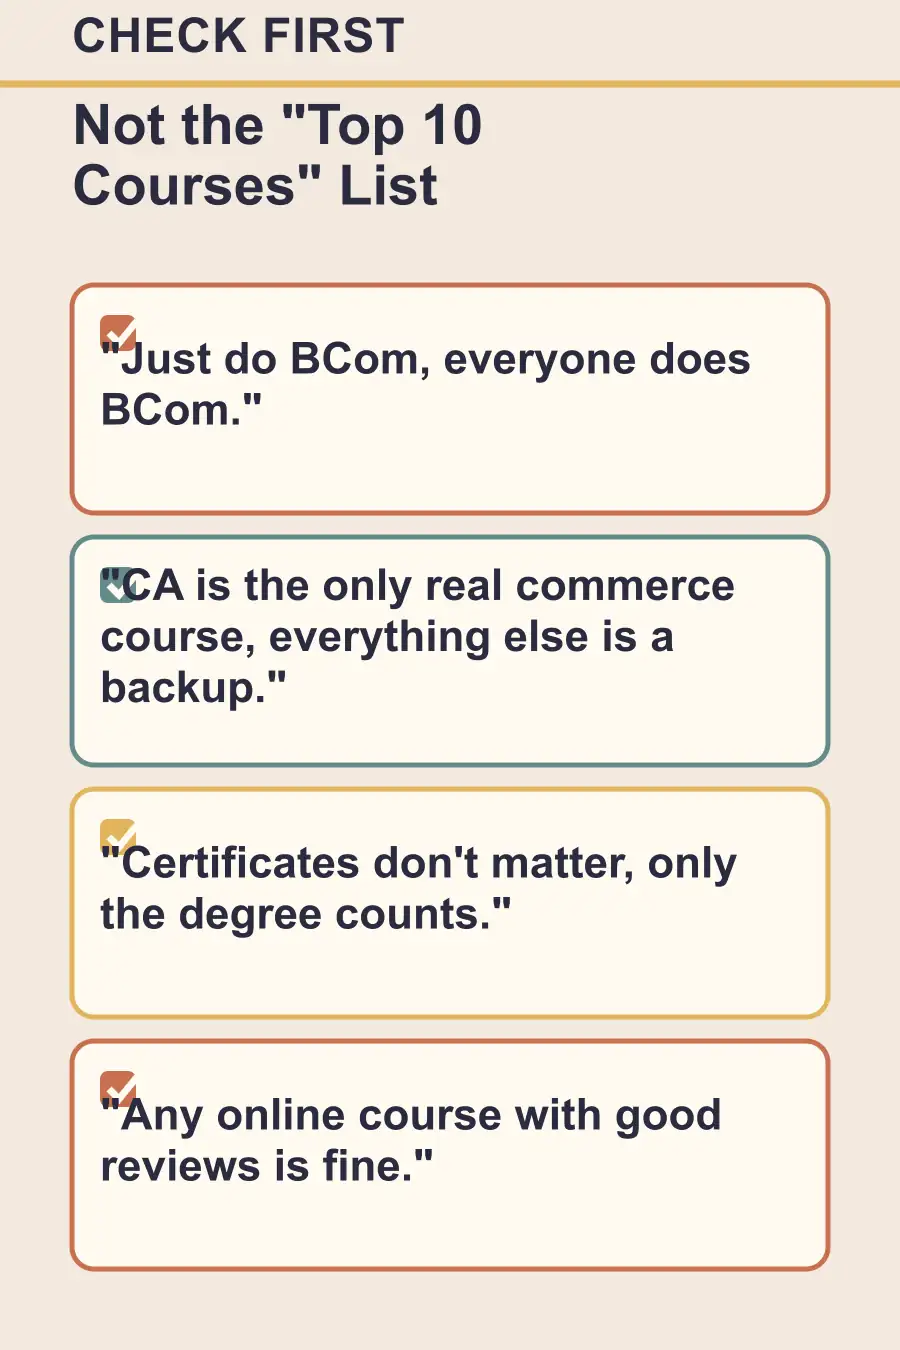 CHECK FIRST
Not the "Top 10
Courses" List
"Just do BCom, everyone does
BCom."
"CA is the only real commerce
course, everything else is a
backup."
"Certificates don't matter, only
the degree counts."
"Any online course with good
reviews is fine."